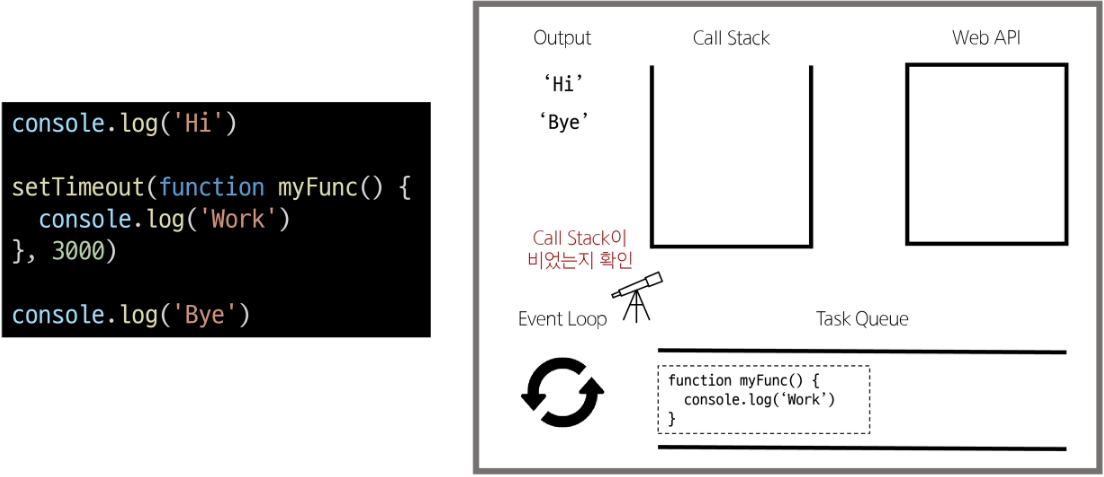 console.log('Hi')
setTimeout(function myFunc() {
  console.log('Work')
}, 3000)
console.log('Bye')
Output
Call Stack
Web API
‘Hi’
‘Bye’
Call Stack이
비었는지 확인
Event Loop
Task Queue
function myFunc() {
  console.log(‘Work’)
}